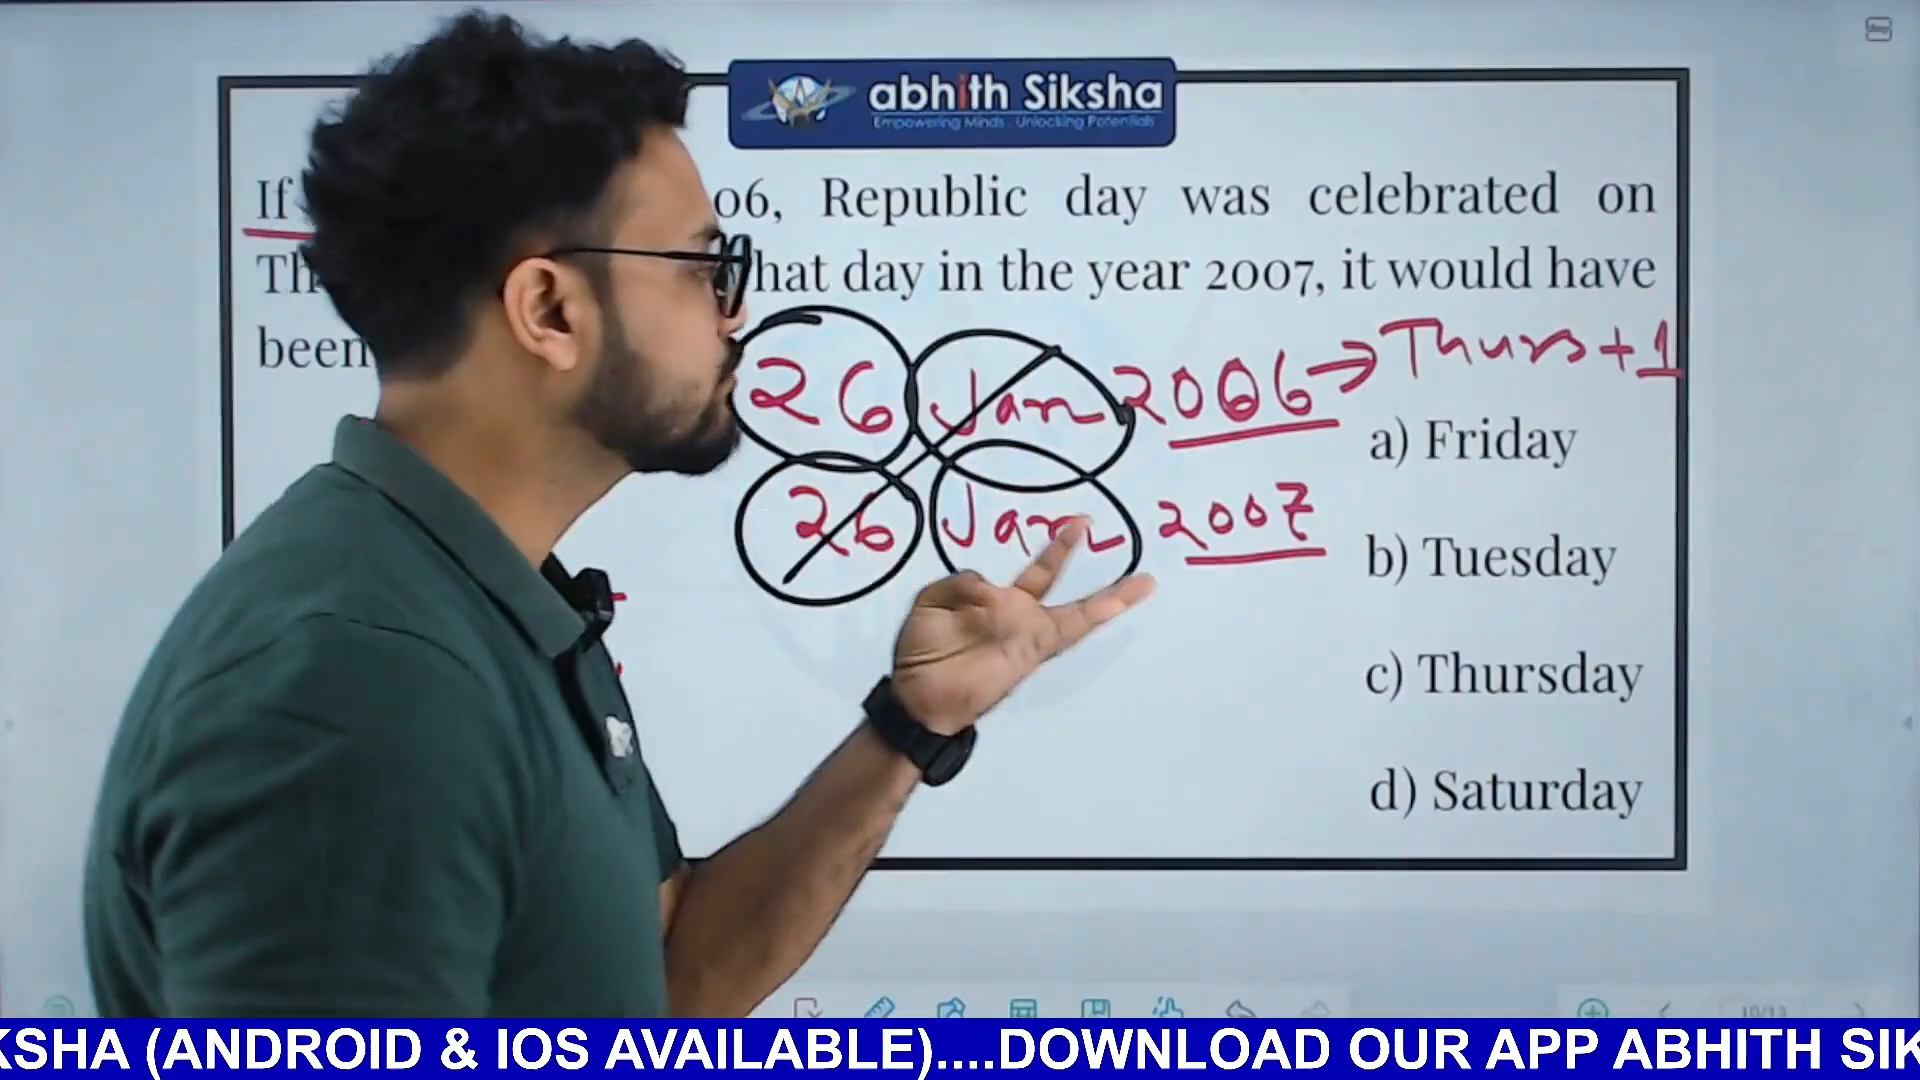 abhith Siksha
Empowering Minds . Unlocking Potentials
If 06, Republic day was celebrated on
Th hat day in the year 2007, it would have
been
26 Jan 2006 → Thurs + 1
26 Jan 2007
a) Friday
b) Tuesday
c) Thursday
d) Saturday
10/13
KSHA (ANDROID & IOS AVAILABLE)....DOWNLOAD OUR APP ABHITH SIK